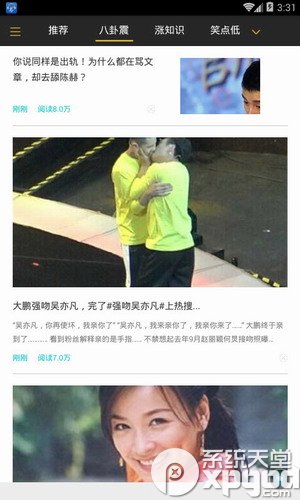 3:31
推荐 八卦震 涨知识 笑点低
你说同样是出轨！为什么都在骂文
章，却去舔陈赫？
刚刚 阅读8.0万
大鹏强吻吴亦凡，完了#强吻吴亦凡#上热搜...
“吴亦凡，你再使坏，我亲你了” “吴亦凡，我来亲你了，我亲你来了.....” 大鹏终于亲
到了.......... 看到粉丝解释亲的是手指..... 不禁想起去年9月赵丽颖何炅接吻照曝...
刚刚 阅读7.0万
系统天堂
xpgod